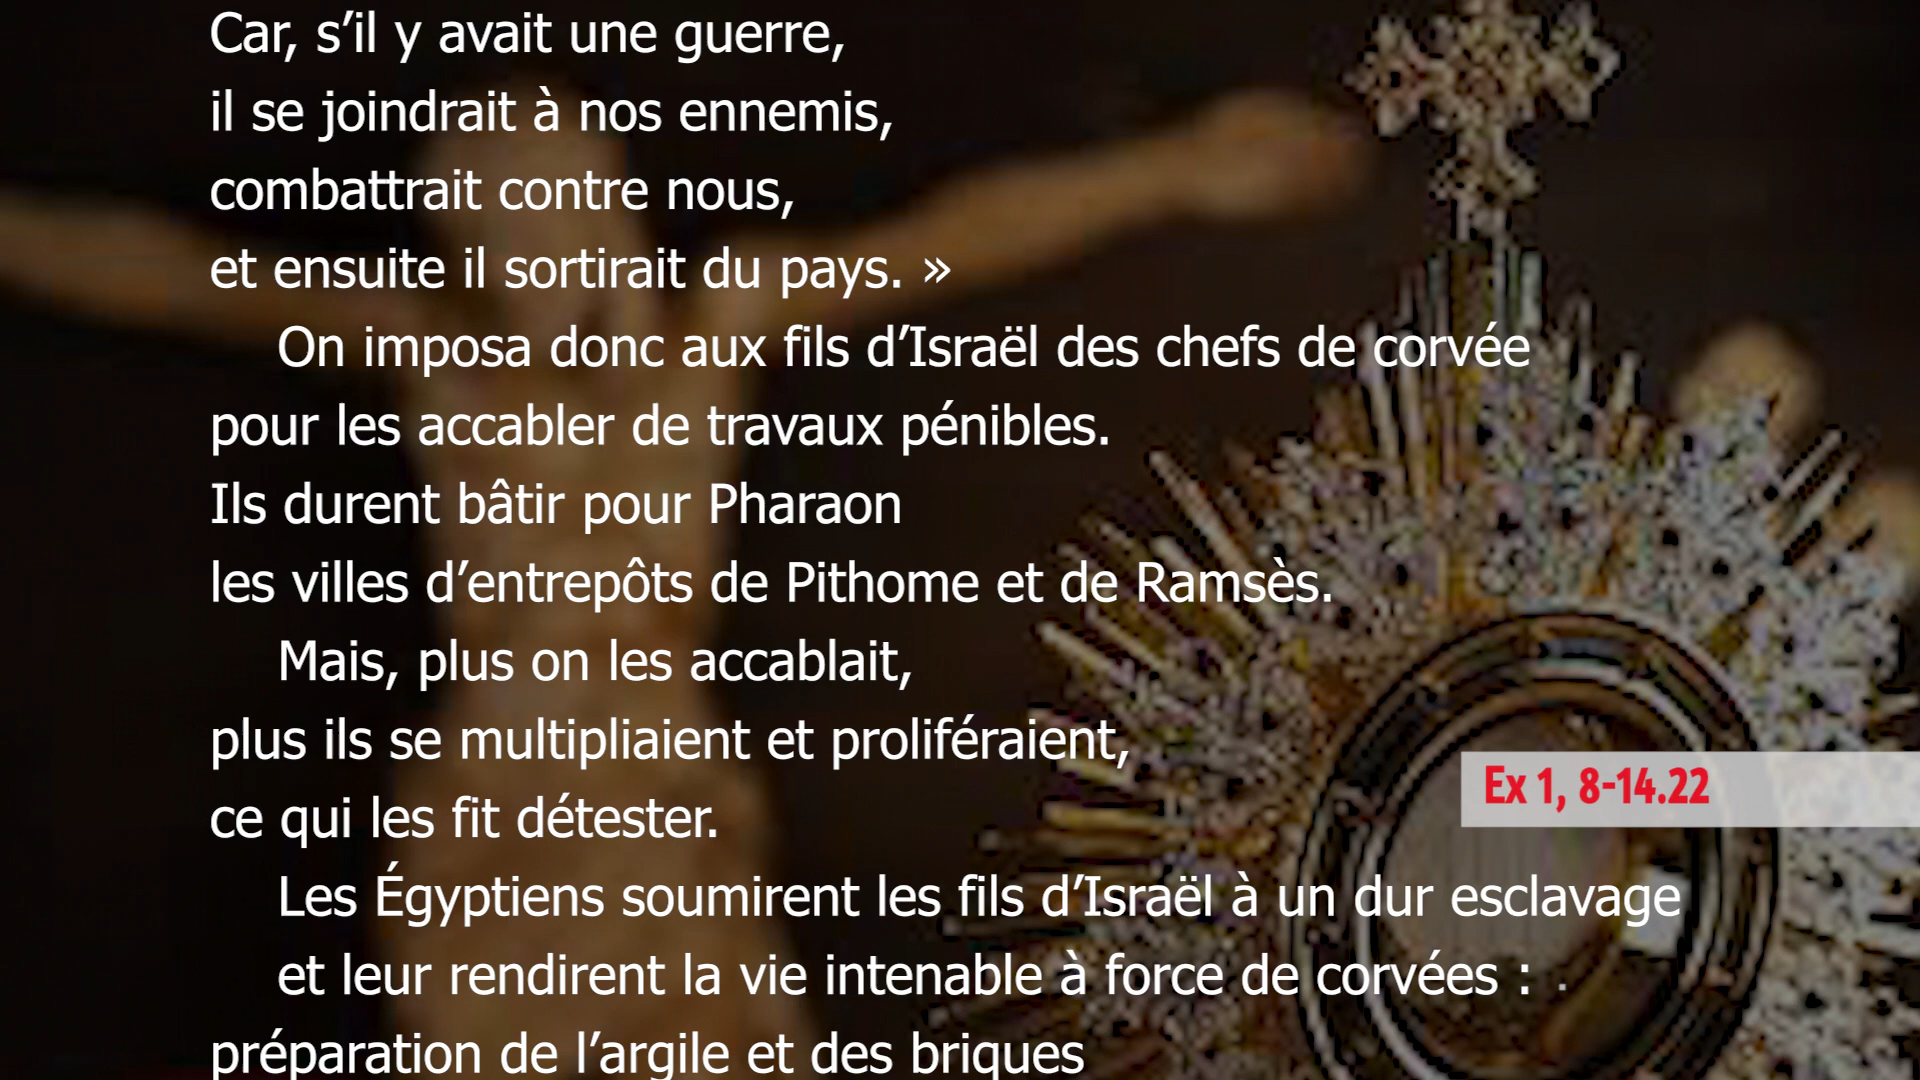 Car, s’il y avait une guerre,
il se joindrait à nos ennemis,
combattrait contre nous,
et ensuite il sortirait du pays. »
On imposa donc aux fils d’Israël des chefs de corvée
pour les accabler de travaux pénibles.
Ils durent bâtir pour Pharaon
les villes d’entrepôts de Pithome et de Ramsès.
Mais, plus on les accablait,
plus ils se multipliaient et proliféraient,
ce qui les fit détester.
Les Égyptiens soumirent les fils d’Israël à un dur esclavage
et leur rendirent la vie intenable à force de corvées :
préparation de l’argile et des briques
Ex 1, 8-14.22